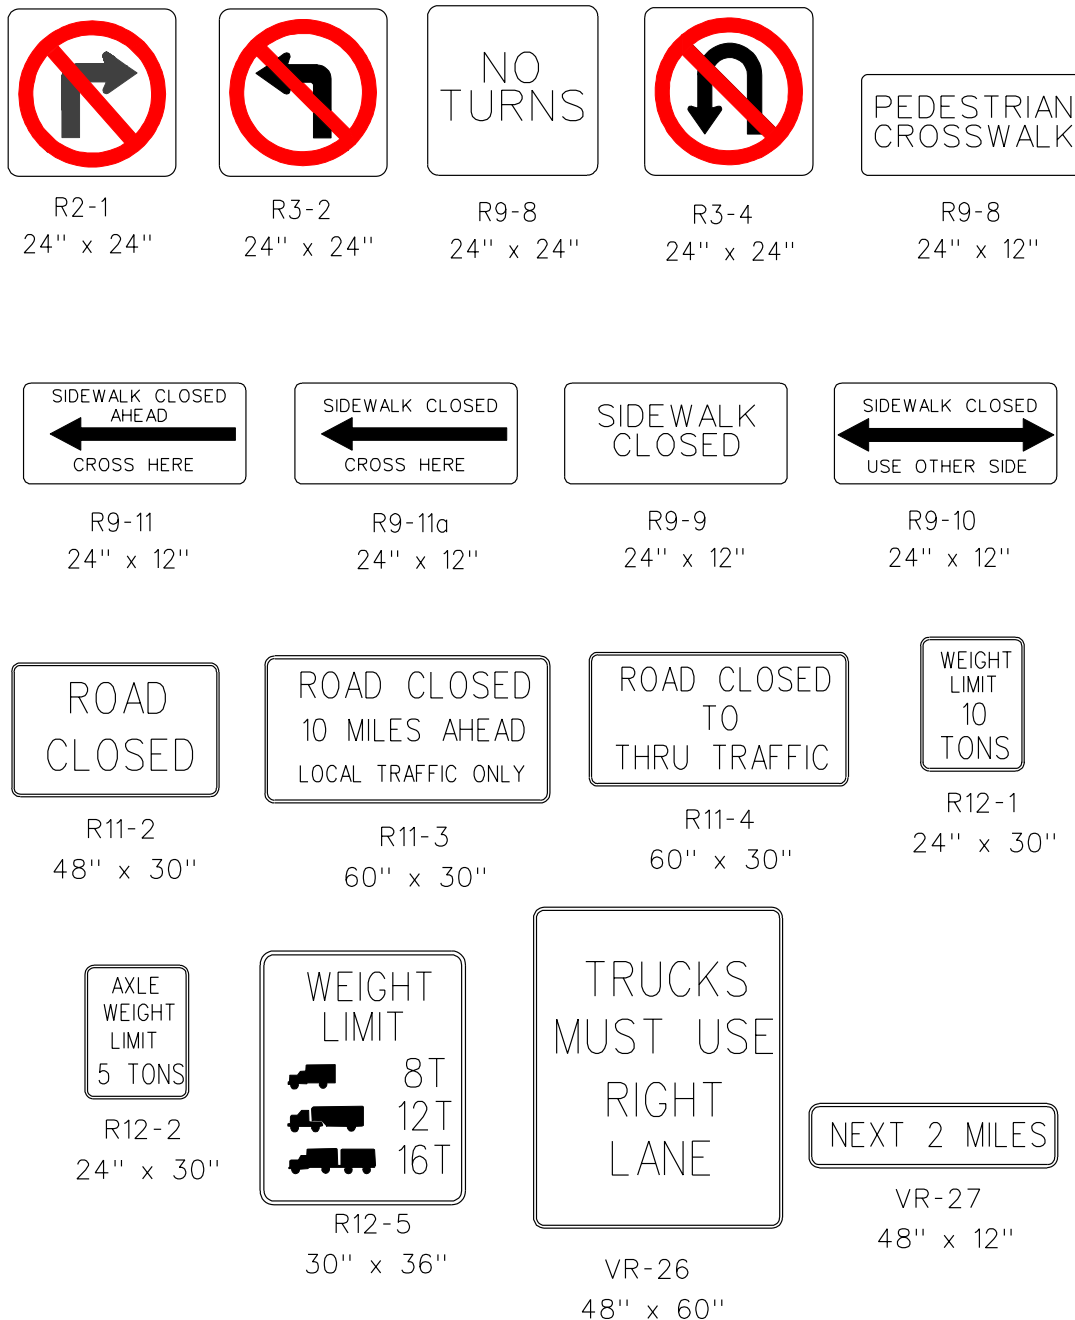 NO
TURNS
PEDESTRIAN
CROSSWALK
R2-1
24" x 24"
R3-2
24" x 24"
R9-8
24" x 24"
R3-4
24" x 24"
R9-8
24" x 12"
SIDEWALK CLOSED
AHEAD
CROSS HERE
R9-11
24" x 12"
SIDEWALK CLOSED
CROSS HERE
R9-11a
24" x 12"
SIDEWALK
CLOSED
R9-9
24" x 12"
SIDEWALK CLOSED
USE OTHER SIDE
R9-10
24" x 12"
ROAD
CLOSED
R11-2
48" x 30"
ROAD CLOSED
10 MILES AHEAD
LOCAL TRAFFIC ONLY
R11-3
60" x 30"
ROAD CLOSED
TO
THRU TRAFFIC
R11-4
60" x 30"
WEIGHT
LIMIT
10
TONS
R12-1
24" x 30"
AXLE
WEIGHT
LIMIT
5 TONS
R12-2
24" x 30"
WEIGHT
LIMIT
8T
12T
16T
R12-5
30" x 36"
TRUCKS
MUST USE
RIGHT
LANE
VR-26
48" x 60"
NEXT 2 MILES
VR-27
48" x 12"